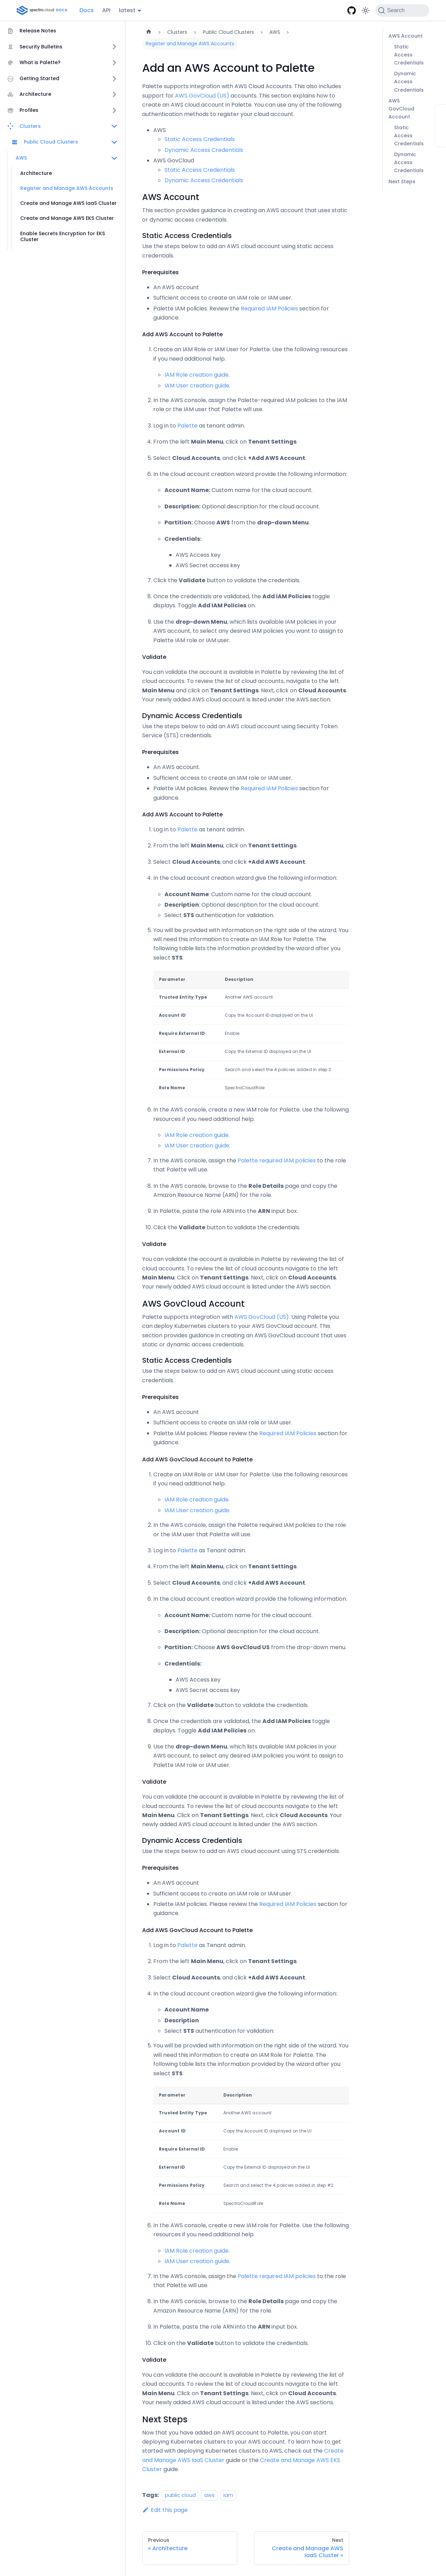 spectrocloud DOCS
Docs
API
latest
Search
Release Notes
Security Bulletins
What is Palette?
Getting Started
Architecture
Profiles
Clusters
Public Cloud Clusters
AWS
Architecture
Register and Manage AWS Accounts
Create and Manage AWS IaaS Cluster
Create and Manage AWS EKS Cluster
Enable Secrets Encryption for EKS
Cluster
Clusters
Public Cloud Clusters
AWS
Register and Manage AWS Accounts
Add an AWS Account to Palette
Palette supports integration with AWS Cloud Accounts. This also includes
support for AWS GovCloud (US) accounts. This section explains how to
create an AWS cloud account in Palette. You can use any of the following
authentication methods to register your cloud account.
AWS
Static Access Credentials
Dynamic Access Credentials
AWS GovCloud
Static Access Credentials
Dynamic Access Credentials
AWS Account
This section provides guidance in creating an AWS account that uses static
or dynamic access credentials.
Static Access Credentials
Use the steps below to add an AWS cloud account using static access
credentials.
Prerequisites
An AWS account
Sufficient access to create an IAM role or IAM user.
Palette IAM policies. Review the Required IAM Policies section for
guidance.
Add AWS Account to Palette
1. Create an IAM Role or IAM User for Palette. Use the following resources
if you need additional help.
IAM Role creation guide.
IAM User creation guide.
2. In the AWS console, assign the Palette-required IAM policies to the IAM
role or the IAM user that Palette will use.
3. Log in to Palette as tenant admin.
4. From the left Main Menu, click on Tenant Settings.
5. Select Cloud Accounts, and click +Add AWS Account.
6. In the cloud account creation wizard provide the following information:
Account Name: Custom name for the cloud account.
Description: Optional description for the cloud account.
Partition: Choose AWS from the drop-down Menu.
Credentials:
AWS Access key
AWS Secret access key
7. Click the Validate button to validate the credentials.
8. Once the credentials are validated, the Add IAM Policies toggle
displays. Toggle Add IAM Policies on.
9. Use the drop-down Menu, which lists available IAM policies in your
AWS account, to select any desired IAM policies you want to assign to
Palette IAM role or IAM user.
Validate
You can validate the account is available in Palette by reviewing the list of
cloud accounts. To review the list of cloud accounts, navigate to the left
Main Menu and click on Tenant Settings. Next, click on Cloud Accounts.
Your newly added AWS cloud account is listed under the AWS section.
Dynamic Access Credentials
Use the steps below to add an AWS cloud account using Security Token
Service (STS) credentials.
Prerequisites
An AWS account.
Sufficient access to create an IAM role or IAM user.
Palette IAM policies. Review the Required IAM Policies section for
guidance.
Add AWS Account to Palette
1. Log in to Palette as tenant admin.
2. From the left Main Menu, click on Tenant Settings.
3. Select Cloud Accounts, and click +Add AWS Account.
4. In the cloud account creation wizard give the following information:
Account Name: Custom name for the cloud account.
Description: Optional description for the cloud account.
Select STS authentication for validation.
5. You will be provided with information on the right side of the wizard. You
will need this information to create an IAM Role for Palette. The following
table lists the information provided by the wizard after you
select STS.
Parameter Description
Trusted Entity Type Another AWS account
Account ID Copy the Account ID displayed on the UI
Require External ID Enable
External ID Copy the External ID displayed on the UI
Permissions Policy Search and select the 4 policies added in step 2
Role Name SpectroCloudRole
6. In the AWS console, create a new IAM role for Palette. Use the following
resources if you need additional help.
IAM Role creation guide.
IAM User creation guide.
7. In the AWS console, assign the Palette required IAM policies to the role
that Palette will use.
8. In the AWS console, browse to the Role Details page and copy the
Amazon Resource Name (ARN) for the role.
9. In Palette, paste the role ARN into the ARN input box.
10. Click the Validate button to validate the credentials.
Validate
You can validate the account is available in Palette by reviewing the list of
cloud accounts. To review the list of cloud accounts navigate to the left
Main Menu. Click on Tenant Settings. Next, click on Cloud Accounts.
Your newly added AWS cloud account is listed under the AWS section.
AWS GovCloud Account
Palette supports integration with AWS GovCloud (US). Using Palette you
can deploy Kubernetes clusters to your AWS GovCloud account. This
section provides guidance in creating an AWS GovCloud account that uses
static or dynamic access credentials.
Static Access Credentials
Use the steps below to add an AWS cloud account using static access
credentials.
Prerequisites
An AWS account
Sufficient access to create an IAM role or IAM user.
Palette IAM policies. Please review the Required IAM Policies section for
guidance.
Add AWS GovCloud Account to Palette
1. Create an IAM Role or IAM User for Palette. Use the following resources
if you need additional help.
IAM Role creation guide.
IAM User creation guide.
2. In the AWS console, assign the Palette required IAM policies to the role
or the IAM user that Palette will use.
3. Log in to Palette as Tenant admin.
4. From the left Main Menu, click on Tenant Settings.
5. Select Cloud Accounts, and click +Add AWS Account.
6. In the cloud account creation wizard provide the following information:
Account Name: Custom name for the cloud account.
Description: Optional description for the cloud account.
Partition: Choose AWS GovCloud US from the drop-down menu.
Credentials:
AWS Access key
AWS Secret access key
7. Click on the Validate button to validate the credentials.
8. Once the credentials are validated, the Add IAM Policies toggle
displays. Toggle Add IAM Policies on.
9. Use the drop-down Menu, which lists available IAM policies in your
AWS account, to select any desired IAM policies you want to assign to
Palette IAM role or IAM user.
Validate
You can validate the account is available in Palette by reviewing the list of
cloud accounts. To review the list of cloud accounts navigate to the left
Main Menu. Click on Tenant Settings. Next, click Cloud Accounts. Your
newly added AWS cloud account is listed under the AWS section.
Dynamic Access Credentials
Use the steps below to add an AWS cloud account using STS credentials.
Prerequisites
An AWS account
Sufficient access to create an IAM role or IAM user.
Palette IAM policies. Please review the Required IAM Policies section for
guidance.
Add AWS GovCloud Account to Palette
1. Log in to Palette as Tenant admin.
2. From the left Main Menu, click on Tenant Settings.
3. Select Cloud Accounts, and click +Add AWS Account.
4. In the cloud account creation wizard give the following information:
Account Name
Description
Select STS authentication for validation:
5. You will be provided with information on the right side of the wizard. You
will need this information to create an IAM Role for Palette. The
following table lists the information provided by the wizard after you
select STS.
Parameter Description
Trusted Entity Type Another AWS account
Account ID Copy the Account ID displayed on the UI
Require External ID Enable
External ID Copy the External ID displayed on the UI
Permissions Policy Search and select the 4 policies added in step #2
Role Name SpectroCloudRole
6. In the AWS console, create a new IAM role for Palette. Use the following
resources if you need additional help.
IAM Role creation guide.
IAM User creation guide.
7. In the AWS console, assign the Palette required IAM policies to the role
that Palette will use.
8. In the AWS console, browse to the Role Details page and copy the
Amazon Resource Name (ARN) for the role.
9. In Palette, paste the role ARN into the ARN input box.
10. Click on the Validate button to validate the credentials.
Validate
You can validate the account is available in Palette by reviewing the list of
cloud accounts. To review the list of cloud accounts navigate to the left
Main Menu. Click on Tenant Settings. Next, click on Cloud Accounts.
Your newly added AWS cloud account is listed under the AWS sections.
Next Steps
Now that you have added an AWS account to Palette, you can start
deploying Kubernetes clusters to your AWS account. To learn how to get
started with deploying Kubernetes clusters to AWS, check out the Create
and Manage AWS IaaS Cluster guide or the Create and Manage AWS EKS
Cluster guide.
Tags: public cloud aws iam
Edit this page
Previous
« Architecture
Next
Create and Manage AWS
IaaS Cluster »
AWS Account
Static
Access
Credentials
Dynamic
Access
Credentials
AWS
GovCloud
Account
Static
Access
Credentials
Dynamic
Access
Credentials
Next Steps